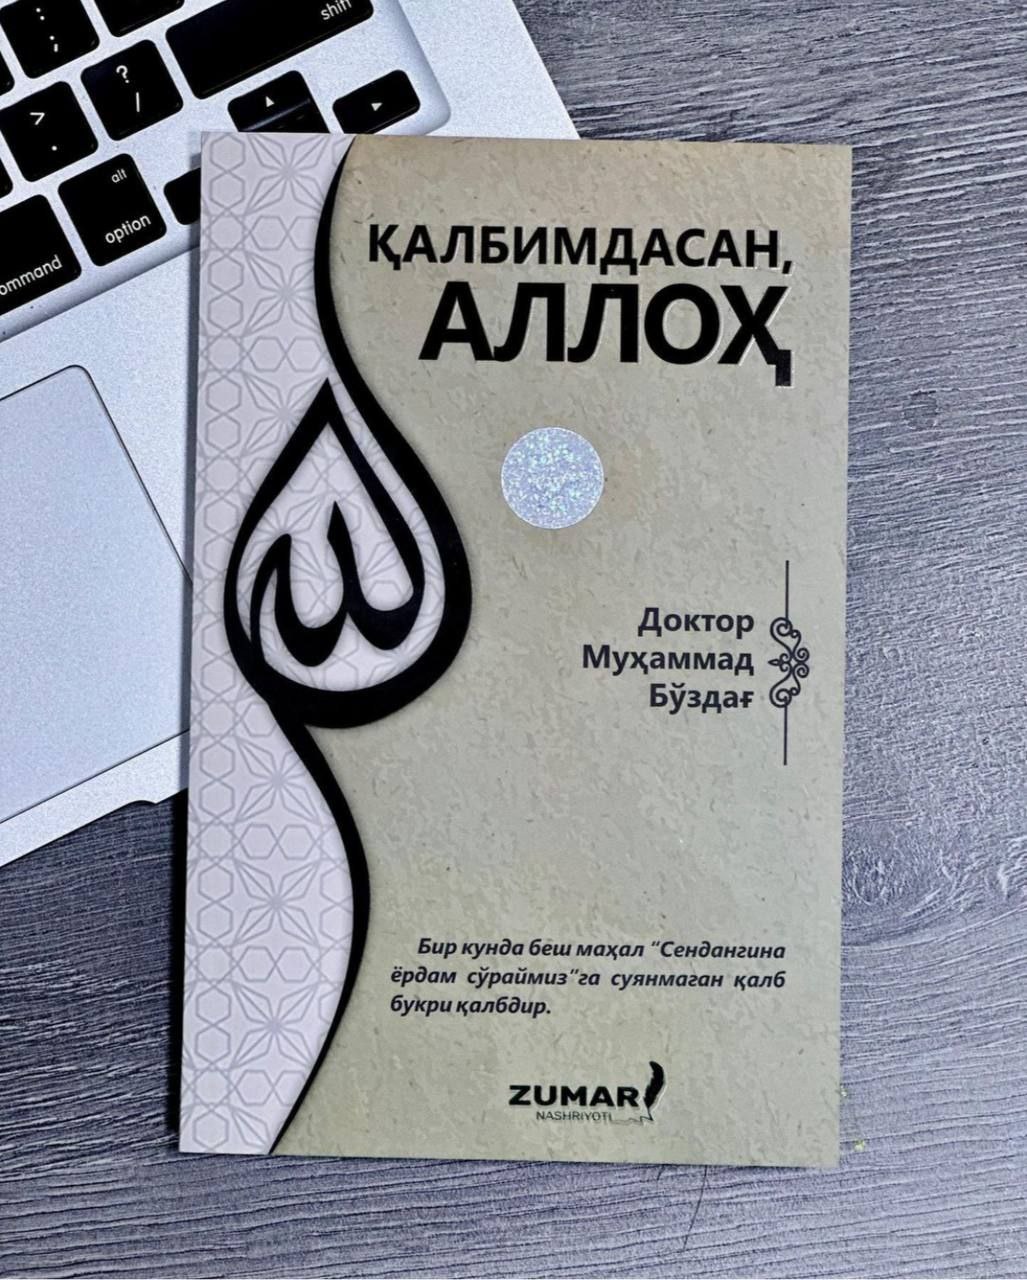 :
;
shift
?
/
>
.
alt
option
ommand
ҚАЛБИМДАСАН,
АЛЛОҲ
الله
Доктор
Муҳаммад
Бўздағ
Бир кунда беш маҳал “Сендангина
ёрдам сўраймиз”га суянмаган қалб
букри қалбдир.
ZUMAR
NASHRIYOTI